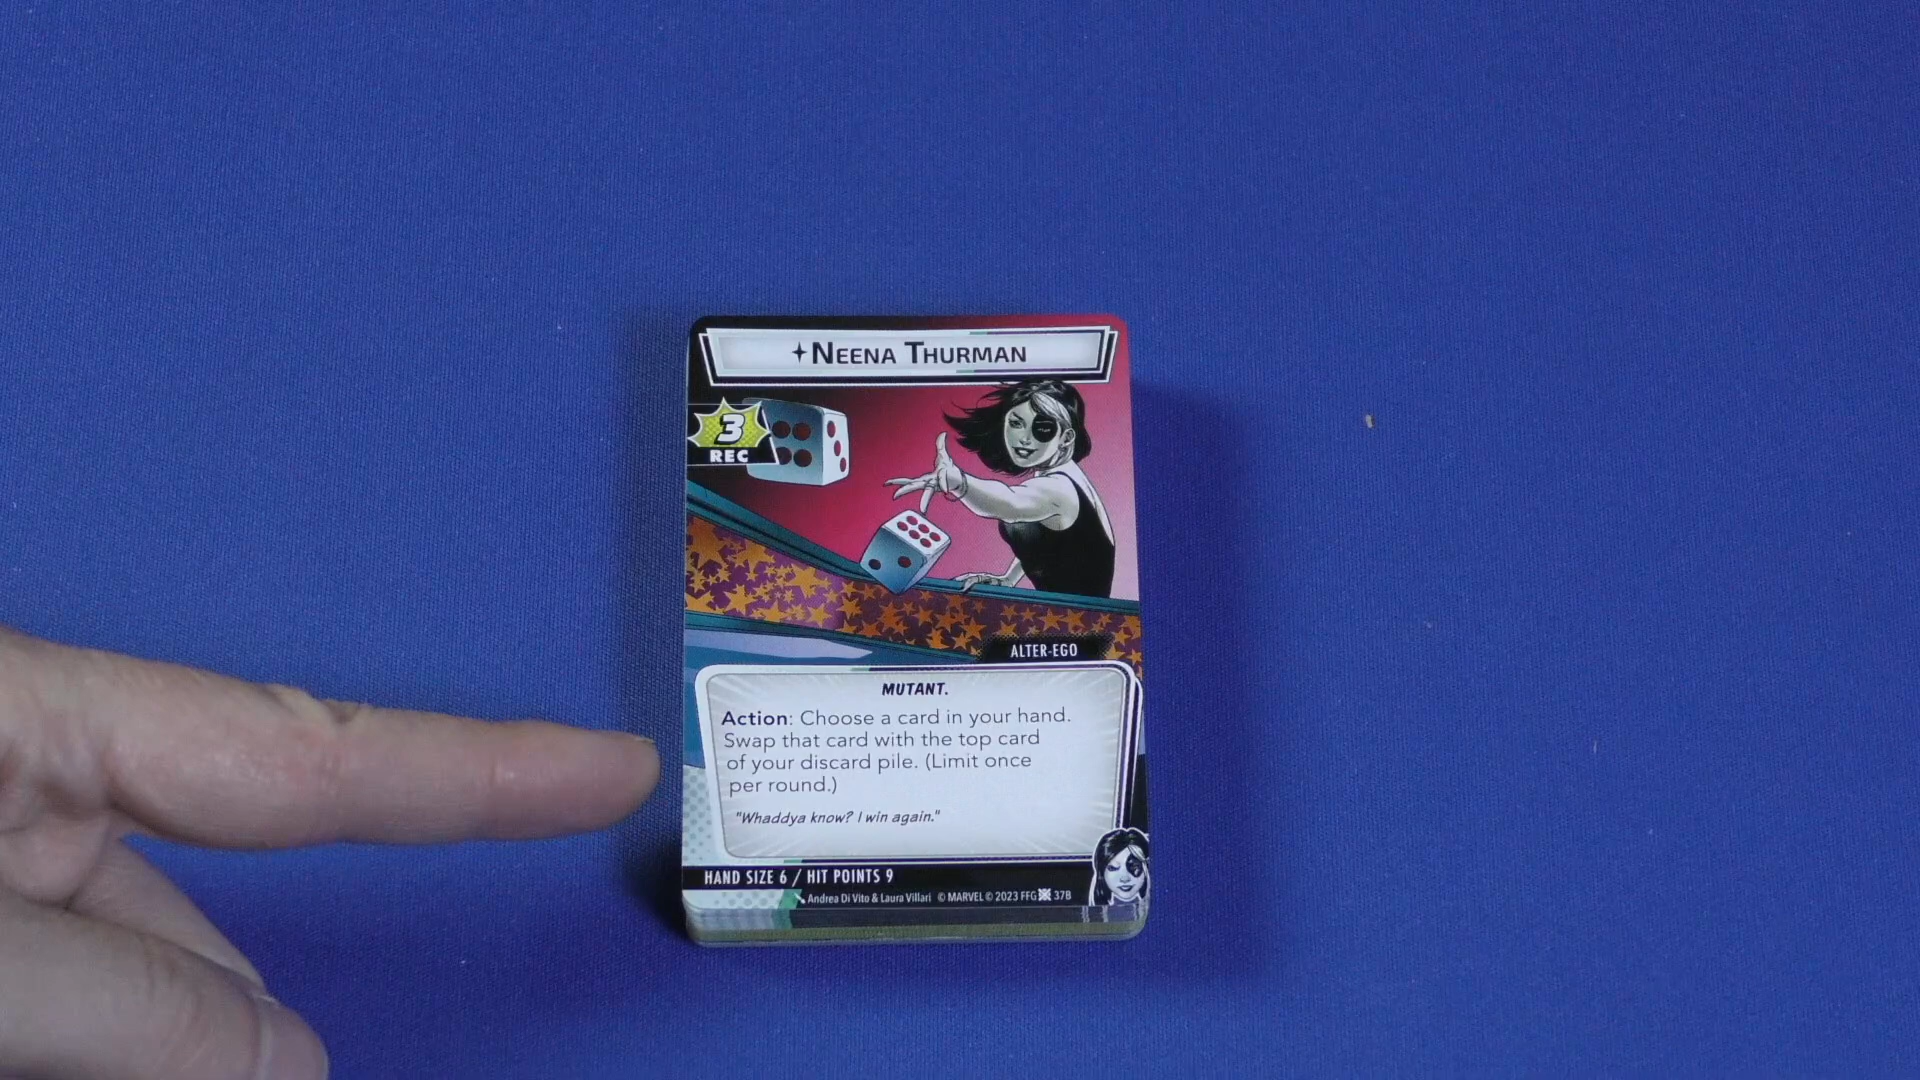 NEENA THURMAN
3
REC
ALTER-EGO
MUTANT.
Action: Choose a card in your hand.
Swap that card with the top card
of your discard pile. (Limit once
per round.)
"Whaddya know? I win again."
HAND SIZE 6 / HIT POINTS 9
Andrea Di Vito & Laura Villari © MARVEL © 2023 FFG 37B